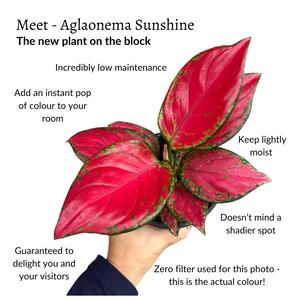 Meet - Aglaonema Sunshine
The new plant on the block
Incredibly low maintenance
Add an instant pop
of colour to your
room
Keep lightly
moist
Doesn't mind a
shadier spot
Guaranteed to
delight you and
your visitors
Zero filter used for this photo -
this is the actual colour!